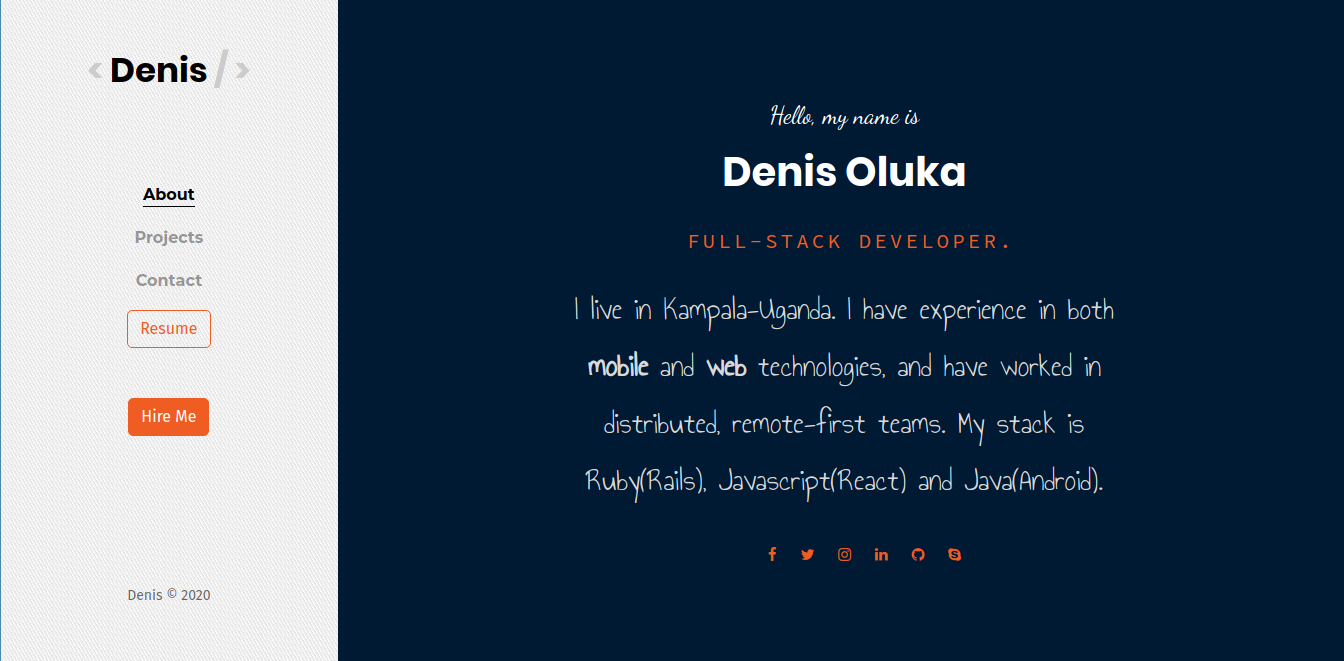 < Denis / >
About
Projects
Contact
Resume
Hire Me
Denis © 2020
Hello, my name is
Denis Oluka
FULL-STACK DEVELOPER.
I live in Kampala-Uganda. I have experience in both
mobile and web technologies, and have worked in
distributed, remote-first teams. My stack is
Ruby(Rails), Javascript(React) and Java(Android).